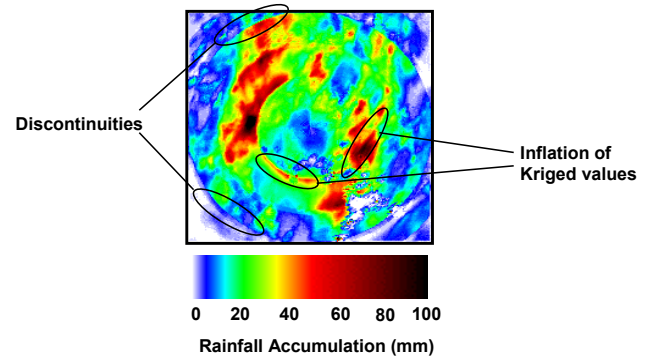 Discontinuities
Inflation of
Kriged values
0 20 40 60 80 100
Rainfall Accumulation (mm)